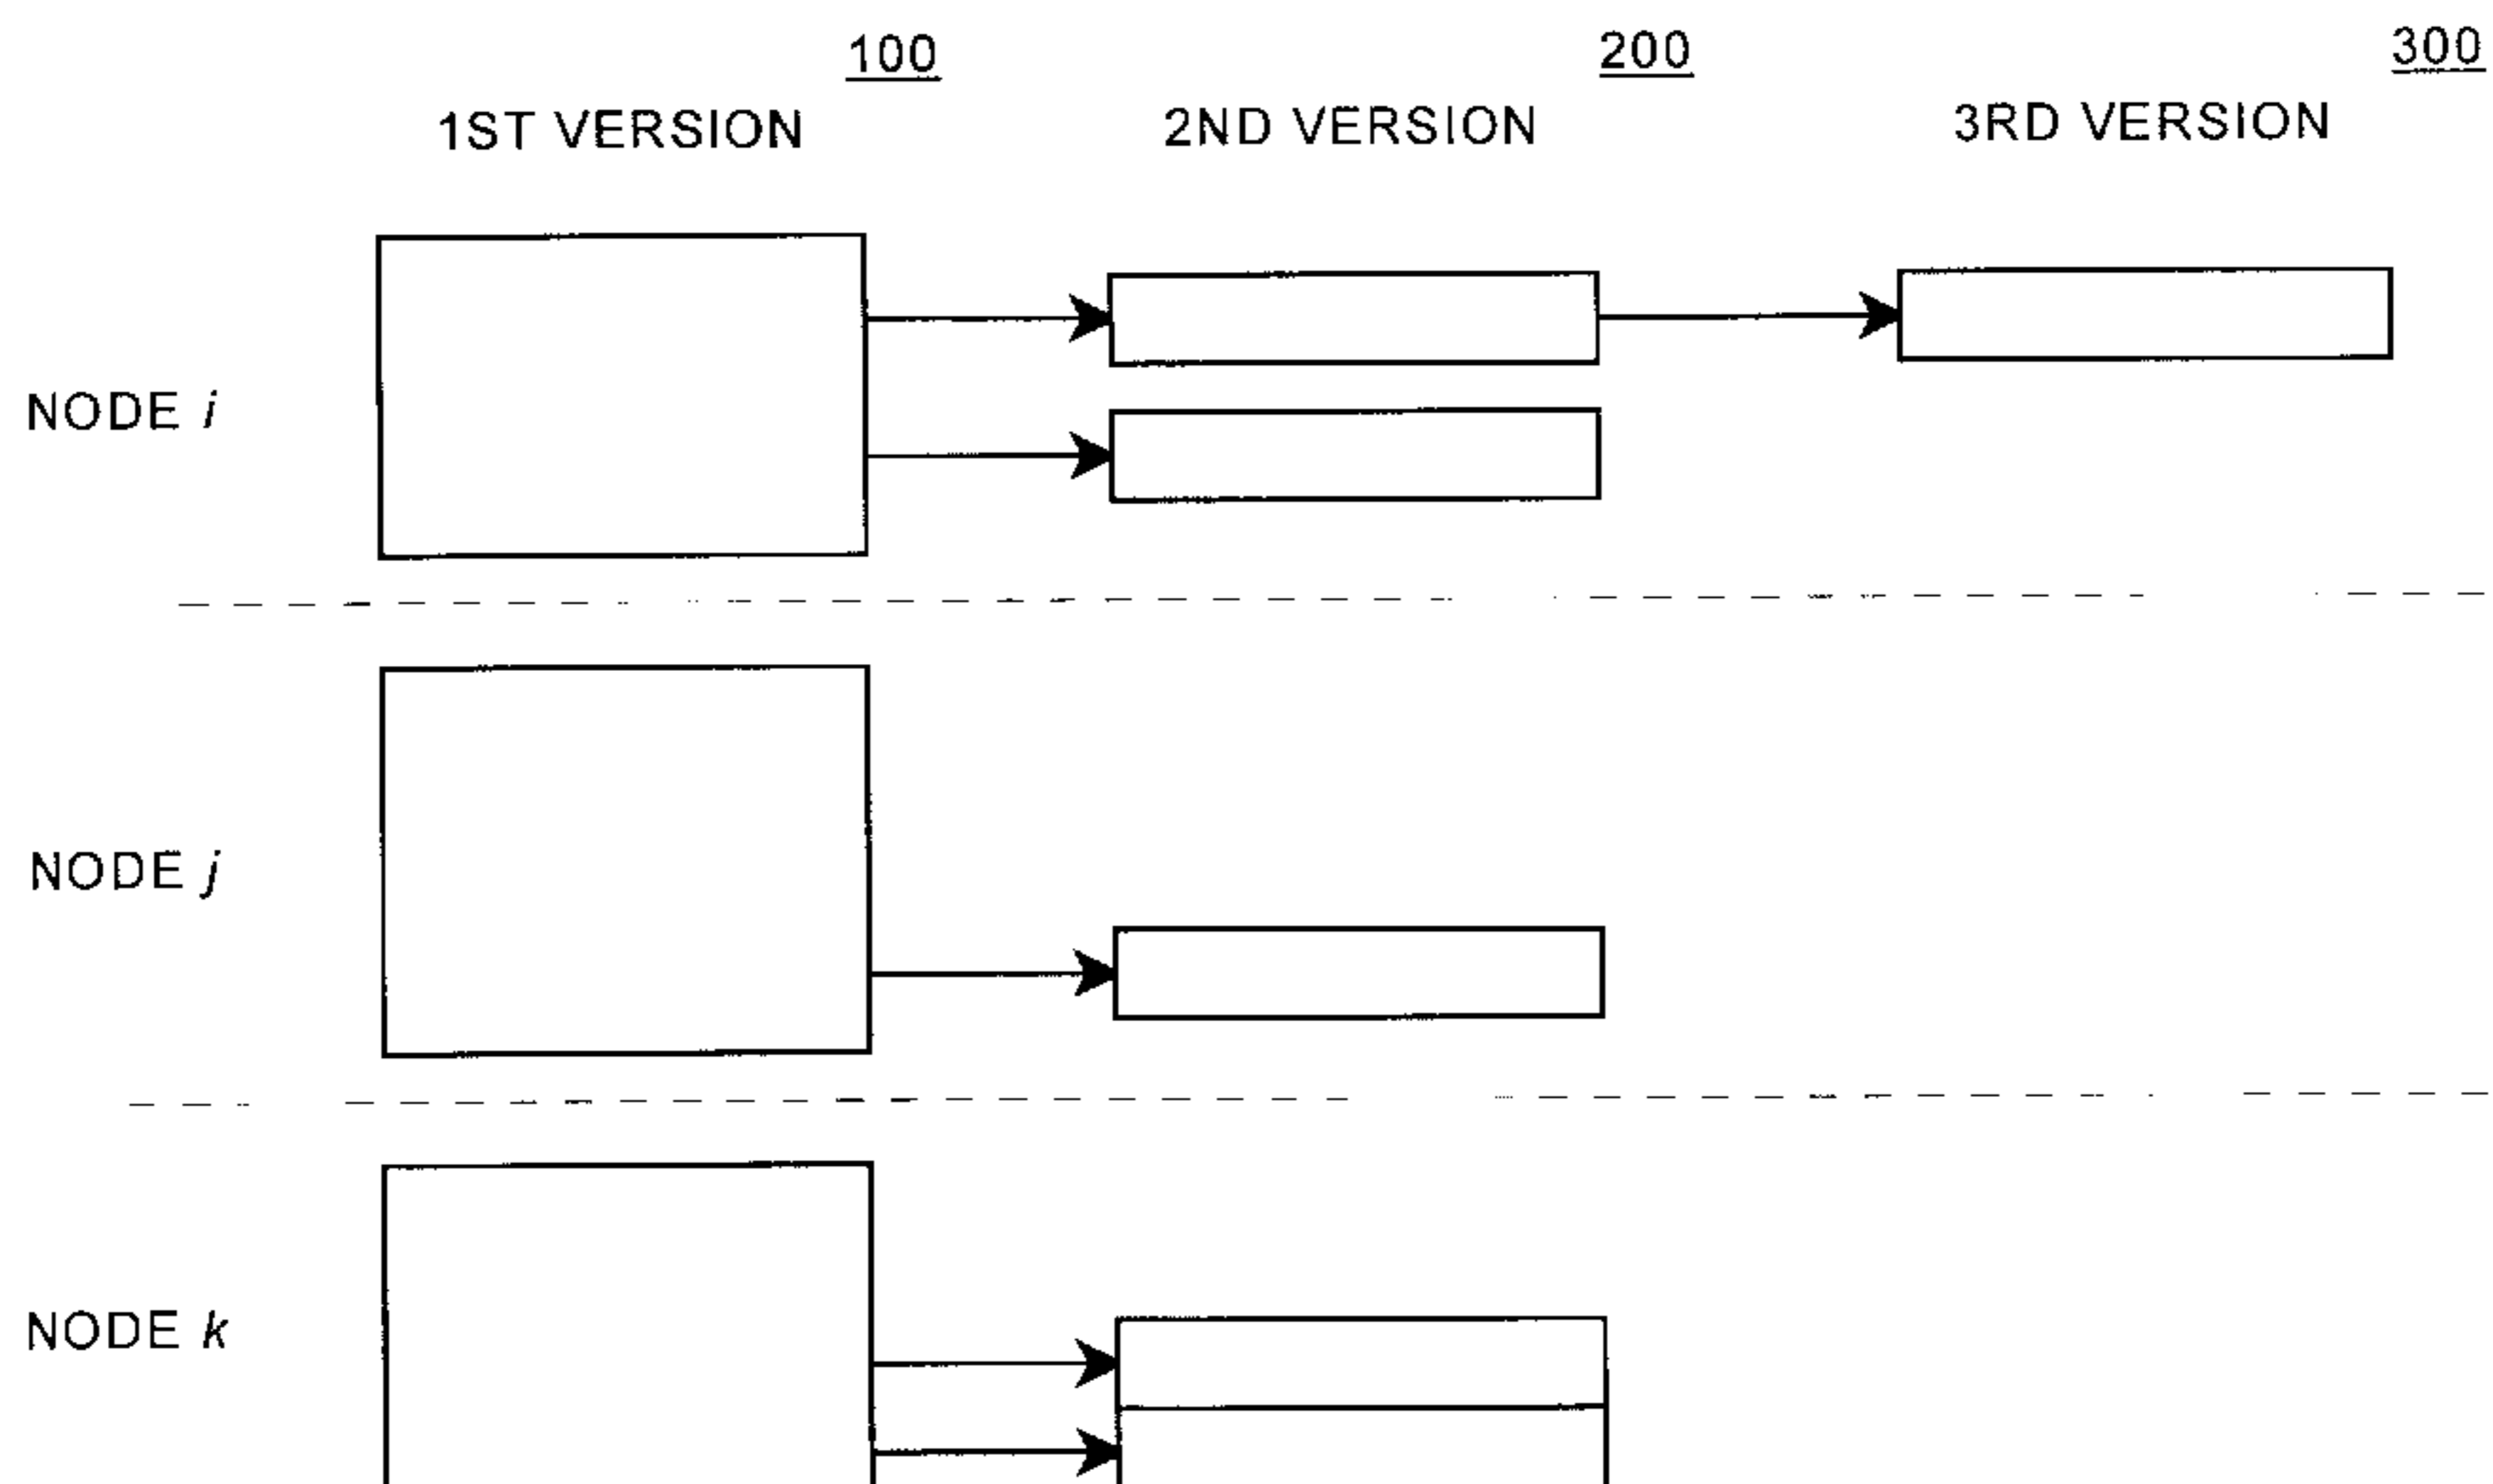 100 200 300
1ST VERSION 2ND VERSION 3RD VERSION
NODE i
NODE j
NODE k